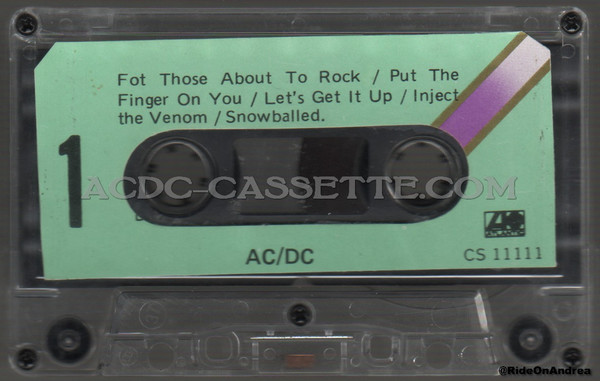 Fot Those About To Rock / Put The
Finger On You / Let's Get It Up / Inject
the Venom / Snowballed.
1
ACDC-CASSETTE.COM
ATLANTIC
AC/DC
CS 11111
@RideOnAndrea